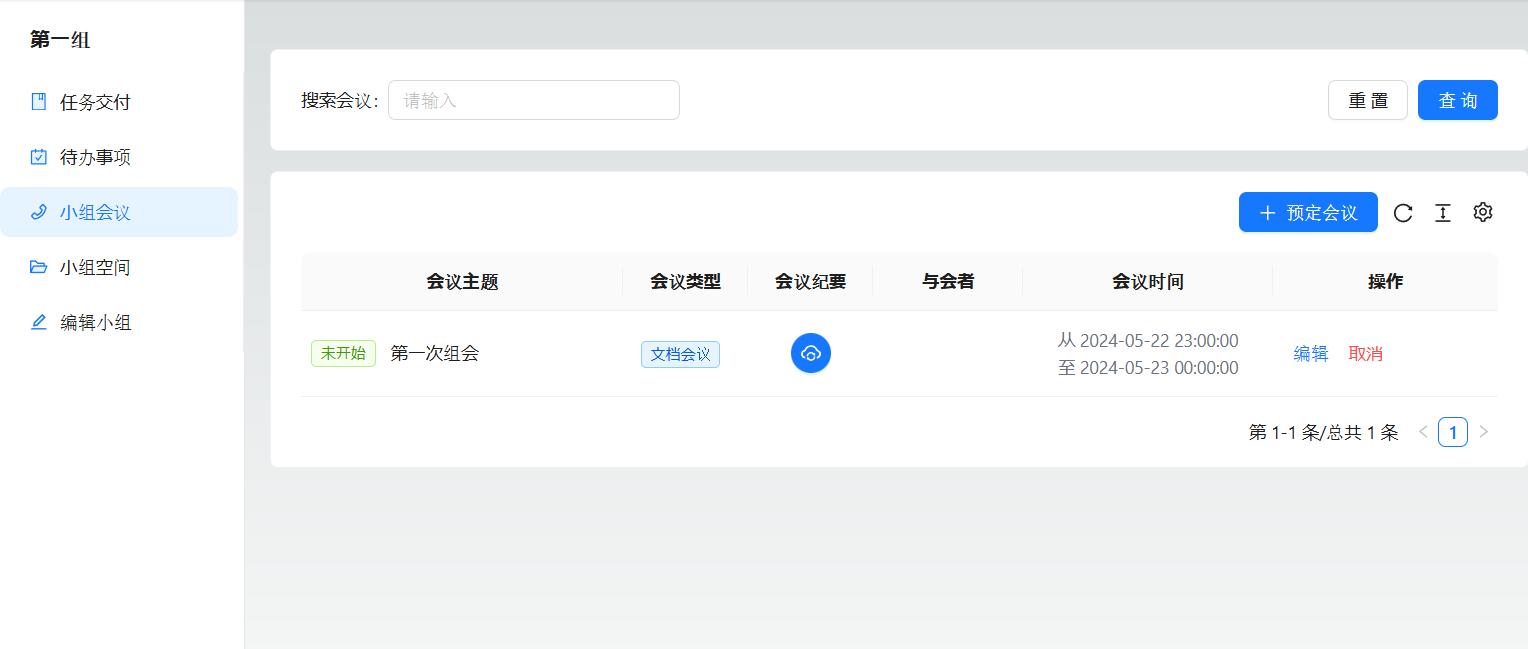 第一组
任务交付
待办事项
小组会议
小组空间
编辑小组
搜索会议: 请输入 重 置 查 询
预定会议
会议主题 会议类型 会议纪要 与会者 会议时间 操作
未开始 第一次组会 文档会议 从 2024-05-22 23:00:00 编辑 取消
至 2024-05-23 00:00:00
第 1-1 条/总共 1 条 < 1 >